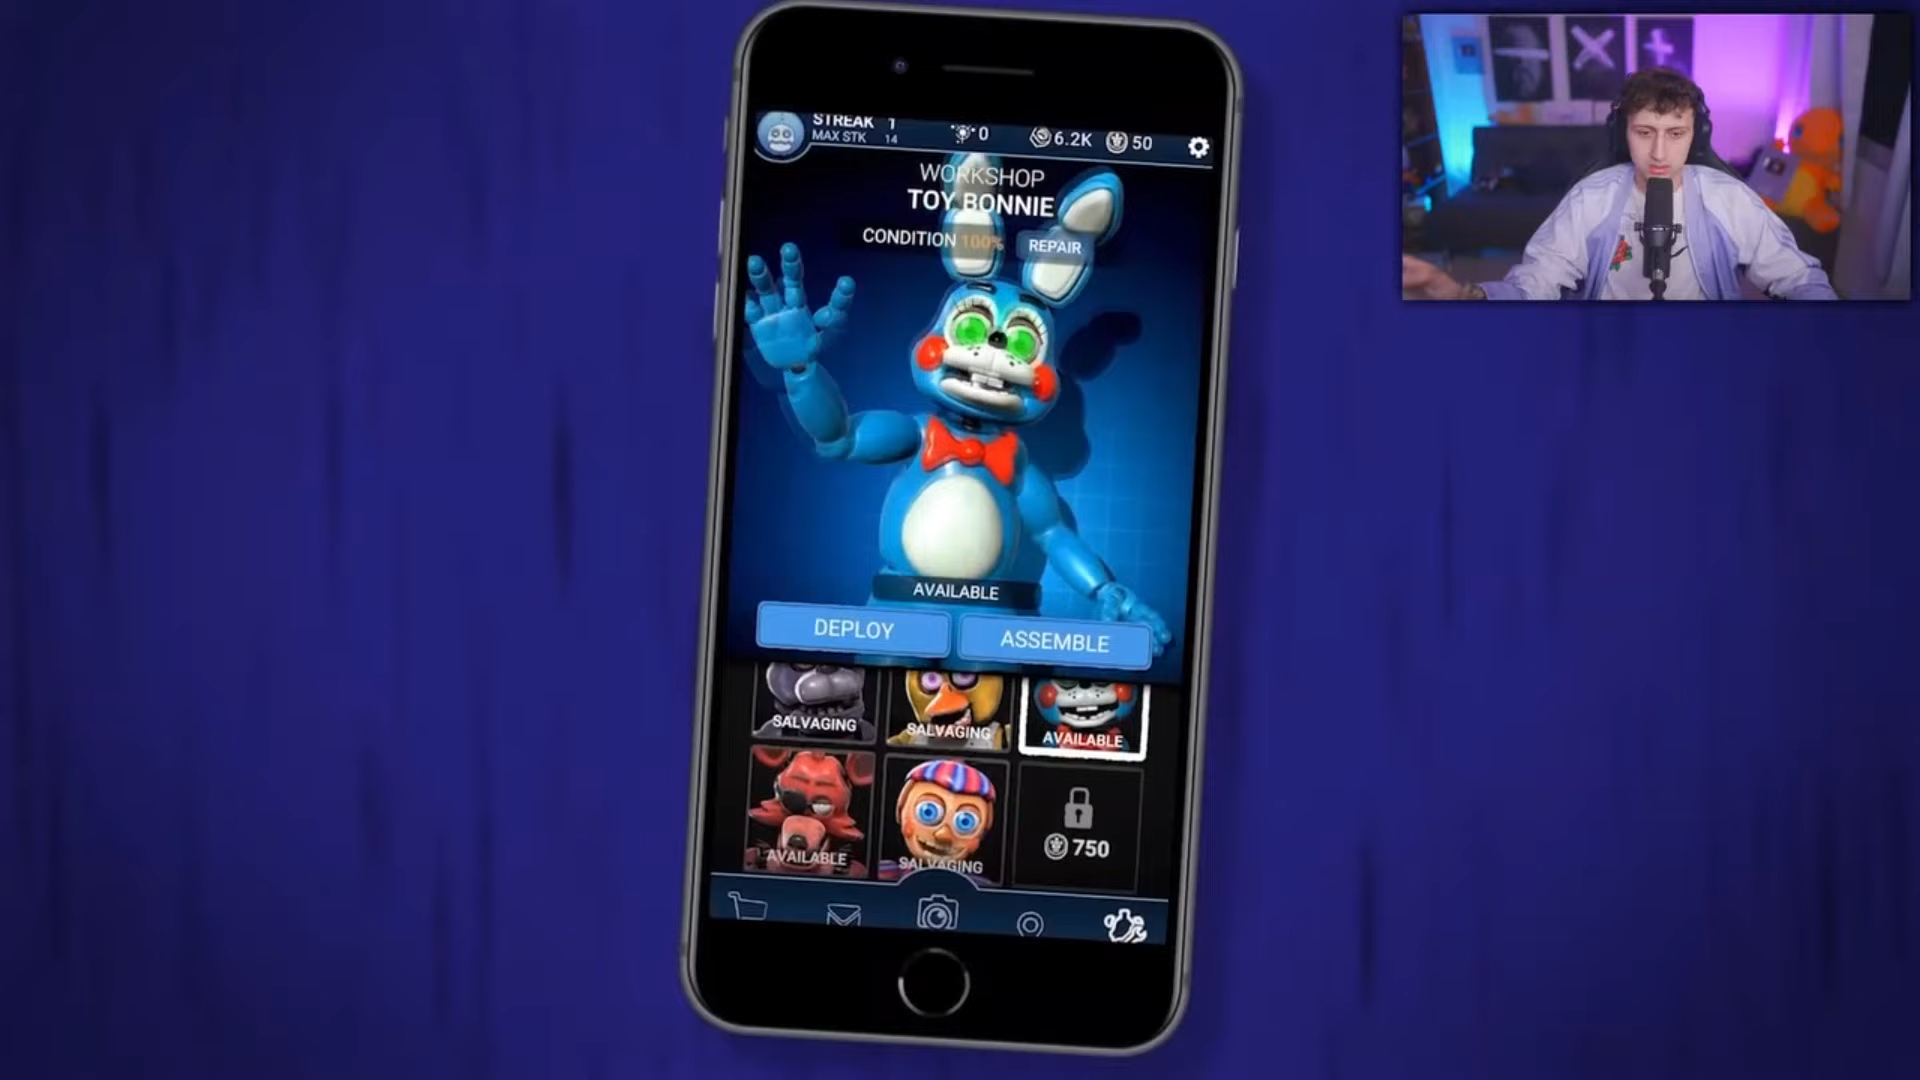 STREAK 1
MAX STK 14
0
6.2K
50
WORKSHOP
TOY BONNIE
CONDITION 100%
REPAIR
AVAILABLE
DEPLOY
ASSEMBLE
SALVAGING
SALVAGING
AVAILABLE
AVAILABLE
SALVAGING
750